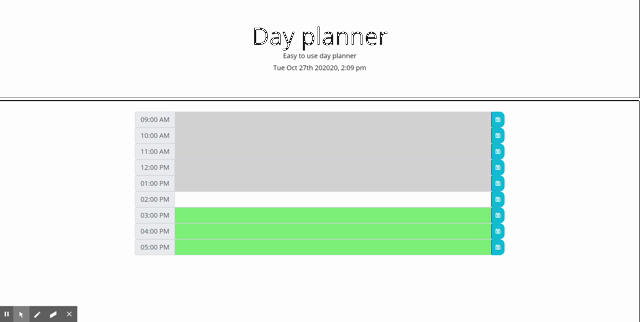 Day planner
Easy to use day planner
Tue Oct 27th 202020, 2:09 pm
09:00 AM
10:00 AM
11:00 AM
12:00 PM
01:00 PM
02:00 PM
03:00 PM
04:00 PM
05:00 PM